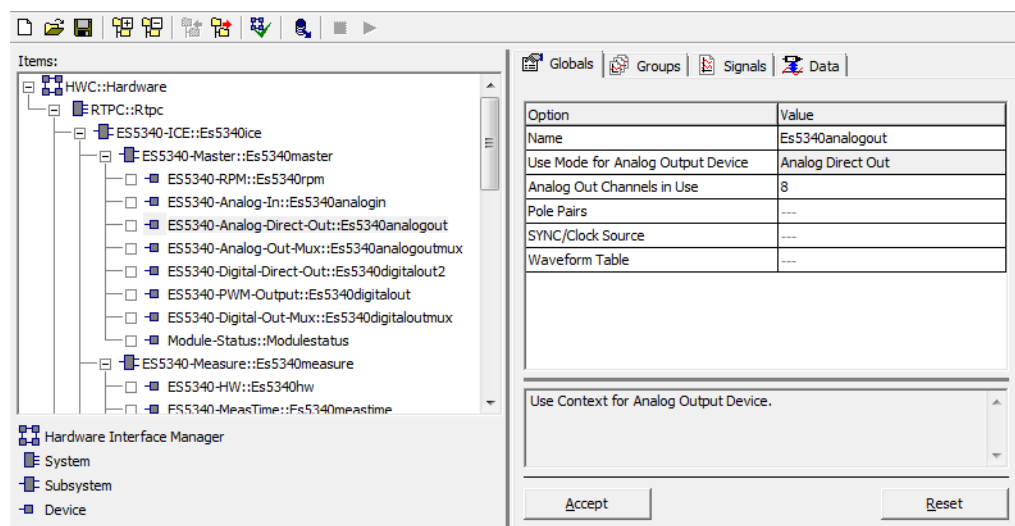 Items:
HWC::Hardware
RTPC::Rtpc
ES5340-ICE::Es5340ice
ES5340-Master::Es5340master
ES5340-RPM::Es5340rpm
ES5340-Analog-In::Es5340analogin
ES5340-Analog-Direct-Out::Es5340analogout
ES5340-Analog-Out-Mux::Es5340analogoutmux
ES5340-Digital-Direct-Out::Es5340digitalout2
ES5340-PWM-Output::Es5340digitalout
ES5340-Digital-Out-Mux::Es5340digitaloutmux
Module-Status::Modulestatus
ES5340-Measure::Es5340measure
ES5340-HW::Es5340hw
ES5340-MeasTime::Es5340meastime
Hardware Interface Manager
System
Subsystem
Device
Globals Groups Signals Data
Option Value
Name Es5340analogout
Use Mode for Analog Output Device Analog Direct Out
Analog Out Channels in Use 8
Pole Pairs ---
SYNC/Clock Source ---
Waveform Table ---
Use Context for Analog Output Device.
Accept Reset